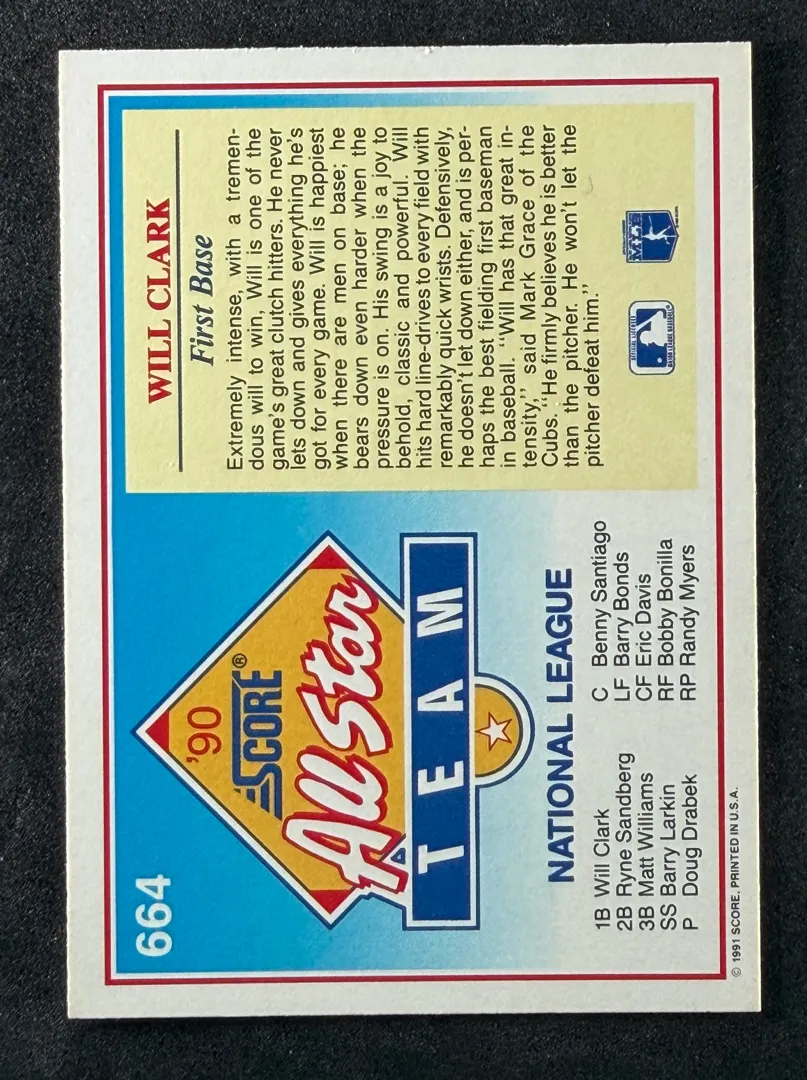 664
'90
SCORE®
All Star
TEAM
NATIONAL LEAGUE
1B Will Clark
2B Ryne Sandberg
3B Matt Williams
SS Barry Larkin
P Doug Drabek
C Benny Santiago
LF Barry Bonds
CF Eric Davis
RF Bobby Bonilla
RP Randy Myers
WILL CLARK
First Base
Extremely intense, with a tremen-
dous will to win, Will is one of the
game's great clutch hitters. He never
lets down and gives everything he's
got for every game. Will is happiest
when there are men on base; he
bears down even harder when the
pressure is on. His swing is a joy to
behold, classic and powerful. Will
hits hard line-drives to every field with
remarkably quick wrists. Defensively,
he doesn't let down either, and is per-
haps the best fielding first baseman
in baseball. "Will has that great in-
tensity," said Mark Grace of the
Cubs. "He firmly believes he is better
than the pitcher. He won't let the
pitcher defeat him."
© 1991 SCORE, PRINTED IN U.S.A.